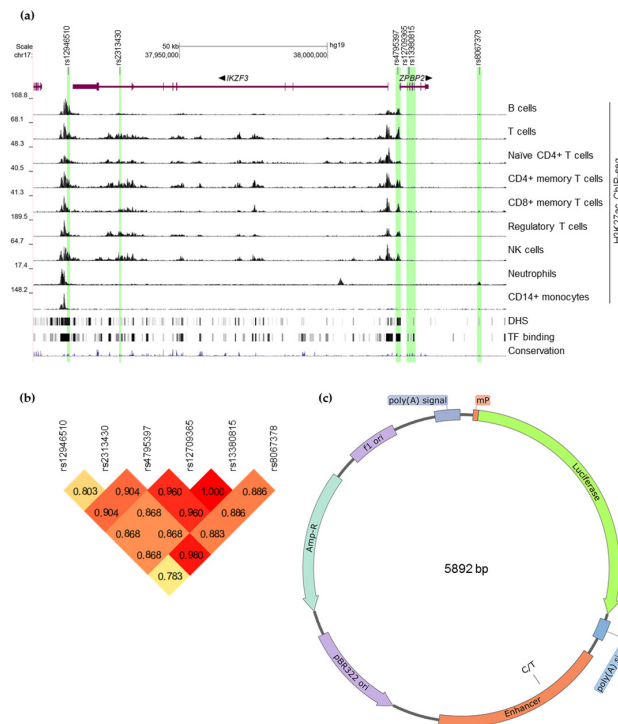 (a)
Scale
chr17:
50 kb
hg19
37,950,000
38,000,000
rs12946510
rs2313430
rs4795397
rs12709365
rs13380815
rs8067378
IKZF3
ZPBP2
168.8
B cells
68.1
T cells
48.3
Naïve CD4+ T cells
40.5
CD4+ memory T cells
41.3
CD8+ memory T cells
189.5
Regulatory T cells
64.7
NK cells
17.4
Neutrophils
148.2
CD14+ monocytes
H3K27ac ChIP-seq
DHS
TF binding
Conservation
(b)
rs12946510
rs2313430
rs4795397
rs12709365
rs13380815
rs8067378
0.803 0.904 0.960 1.000 0.886
0.904 0.868 0.960 0.886
0.868 0.868 0.883
0.868 0.980
0.783
(c)
poly(A) signal
mP
f1 ori
Luciferase
Amp-R
5892 bp
pBR322 ori
C/T
Enhancer
poly(A) sig